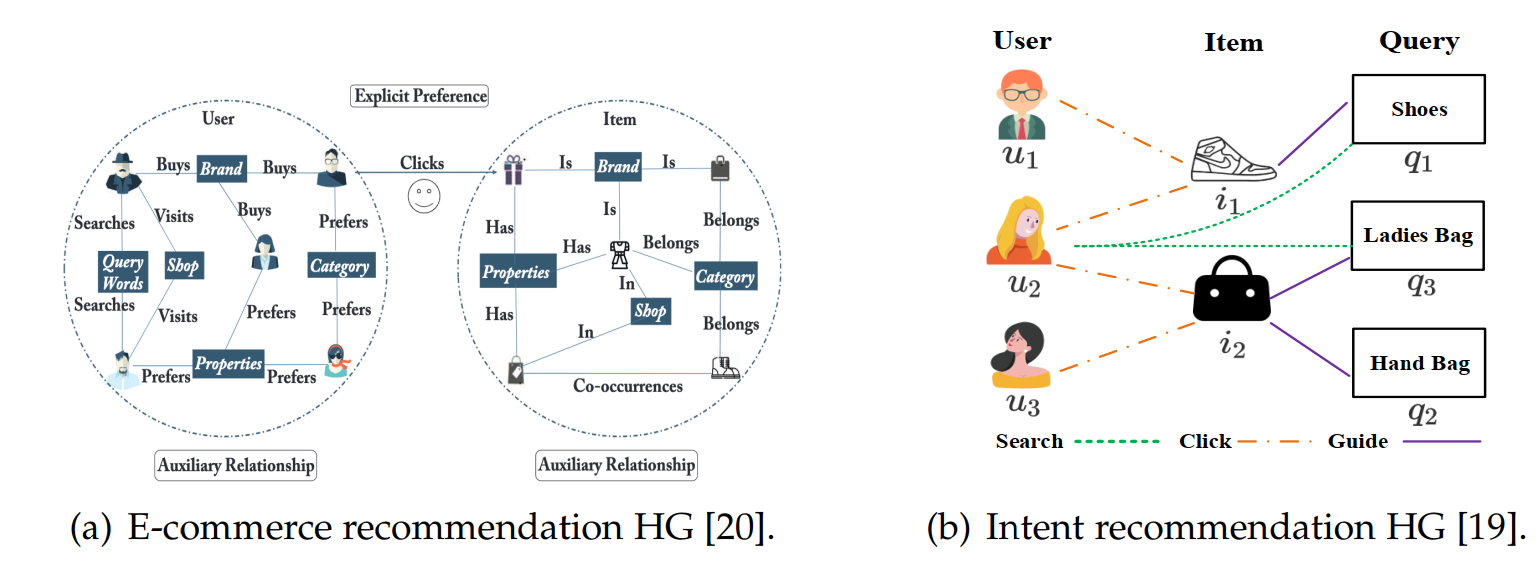 Explicit Preference
User
Buys
Brand
Buys
Clicks
Searches
Visits
Buys
Prefers
Query
Words
Shop
Category
Searches
Visits
Prefers
Prefers
Prefers
Properties
Prefers
Auxiliary Relationship
Item
Is
Brand
Is
Has
Is
Belongs
Has
Belongs
Properties
Category
In
Has
Shop
Belongs
In
Co-occurrences
Auxiliary Relationship
(a) E-commerce recommendation HG [20].
User
Item
Query
u1
Shoes
q1
i1
u2
Ladies Bag
q3
i2
u3
Hand Bag
q2
Search
Click
Guide
(b) Intent recommendation HG [19].